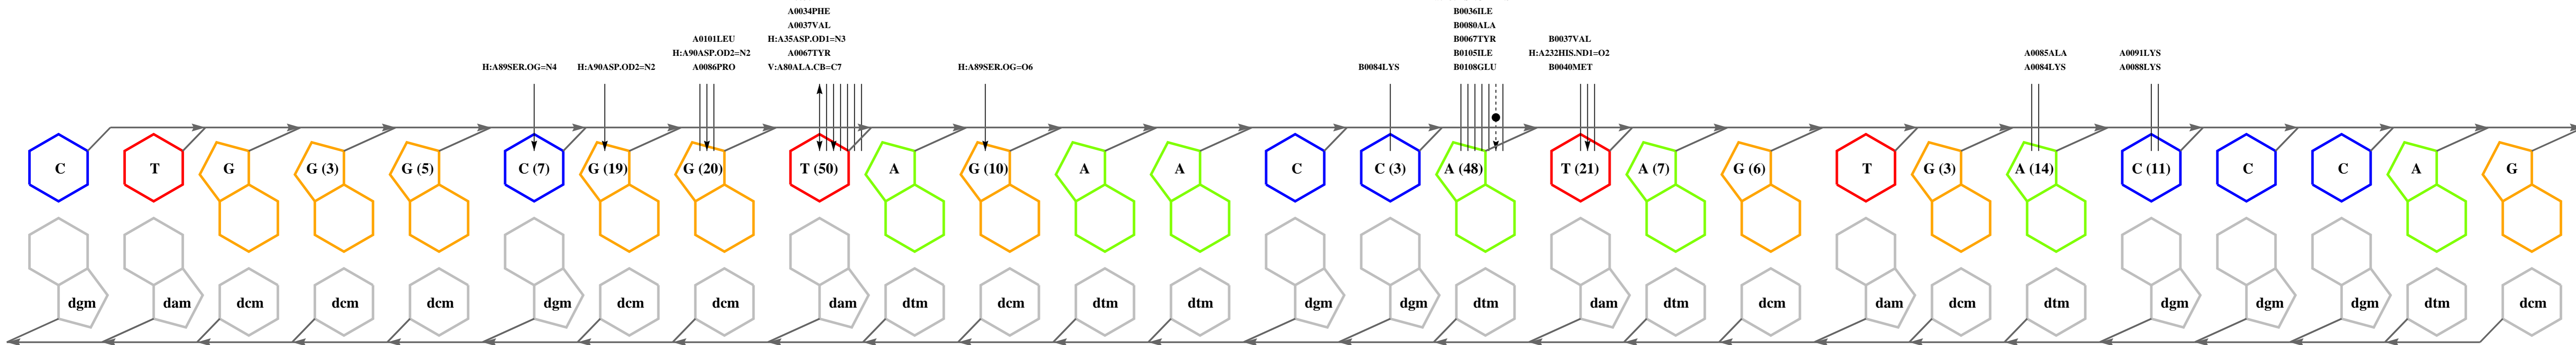 A0034PHE
B0036ILE
A0037VAL
B0080ALA
A0101LEU
H:A35ASP.OD1=N3
B0067TYR
B0037VAL
H:A90ASP.OD2=N2
A0067TYR
B0105ILE
H:A232HIS.ND1=O2
A0085ALA
A0091LYS
H:A89SER.OG=N4
H:A90ASP.OD2=N2
A0086PRO
V:A80ALA.CB=C7
H:A89SER.OG=O6
B0084LYS
B0108GLU
B0040MET
A0084LYS
A0088LYS
C T G G (3) G (5) C (7) G (19) G (20) T (50) A G (10) A A C C (3) A (48) T (21) A (7) G (6) T G (3) A (14) C (11) C C A G
dgm dam dcm dcm dcm dgm dcm dcm dam dtm dcm dtm dtm dgm dgm dtm dam dtm dcm dam dcm dtm dgm dgm dgm dtm dcm